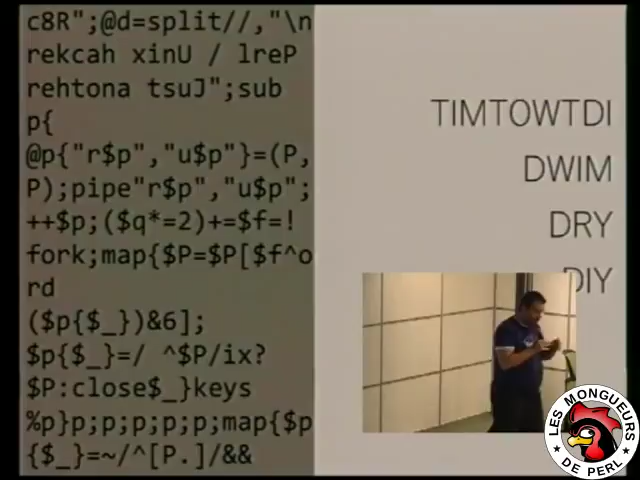 c8R";@d=split//,"\n
rekcah xinU / lreP
rehtona tsuJ";sub
p{
@p{"r$p","u$p"}=(P,
P);pipe"r$p","u$p";
++$p;($q*=2)+=$f=!
fork;map{$P=$P[$f^o
rd
($p{$_})&6];
$p{$_}=/ ^$P/ix?
$P:close$_}keys
%p}p;p;p;p;p;map{$p
{$_}=~/^[P.]/&&
TIMTOWTDI
DWIM
DRY
DIY
LES MONGUEURS
DE PERL